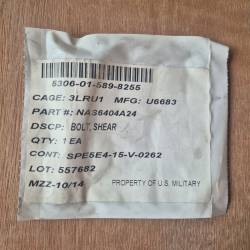 5306-01-589-8255
CAGE: 3LRU1 MFG: U6683
PART #: NAS6404A24
DSCP: BOLT, SHEAR
QTY: 1 EA
CONT: SPE5E4-15-V-0262
LOT: 557682
MZZ-10/14 PROPERTY OF U.S. MILITARY